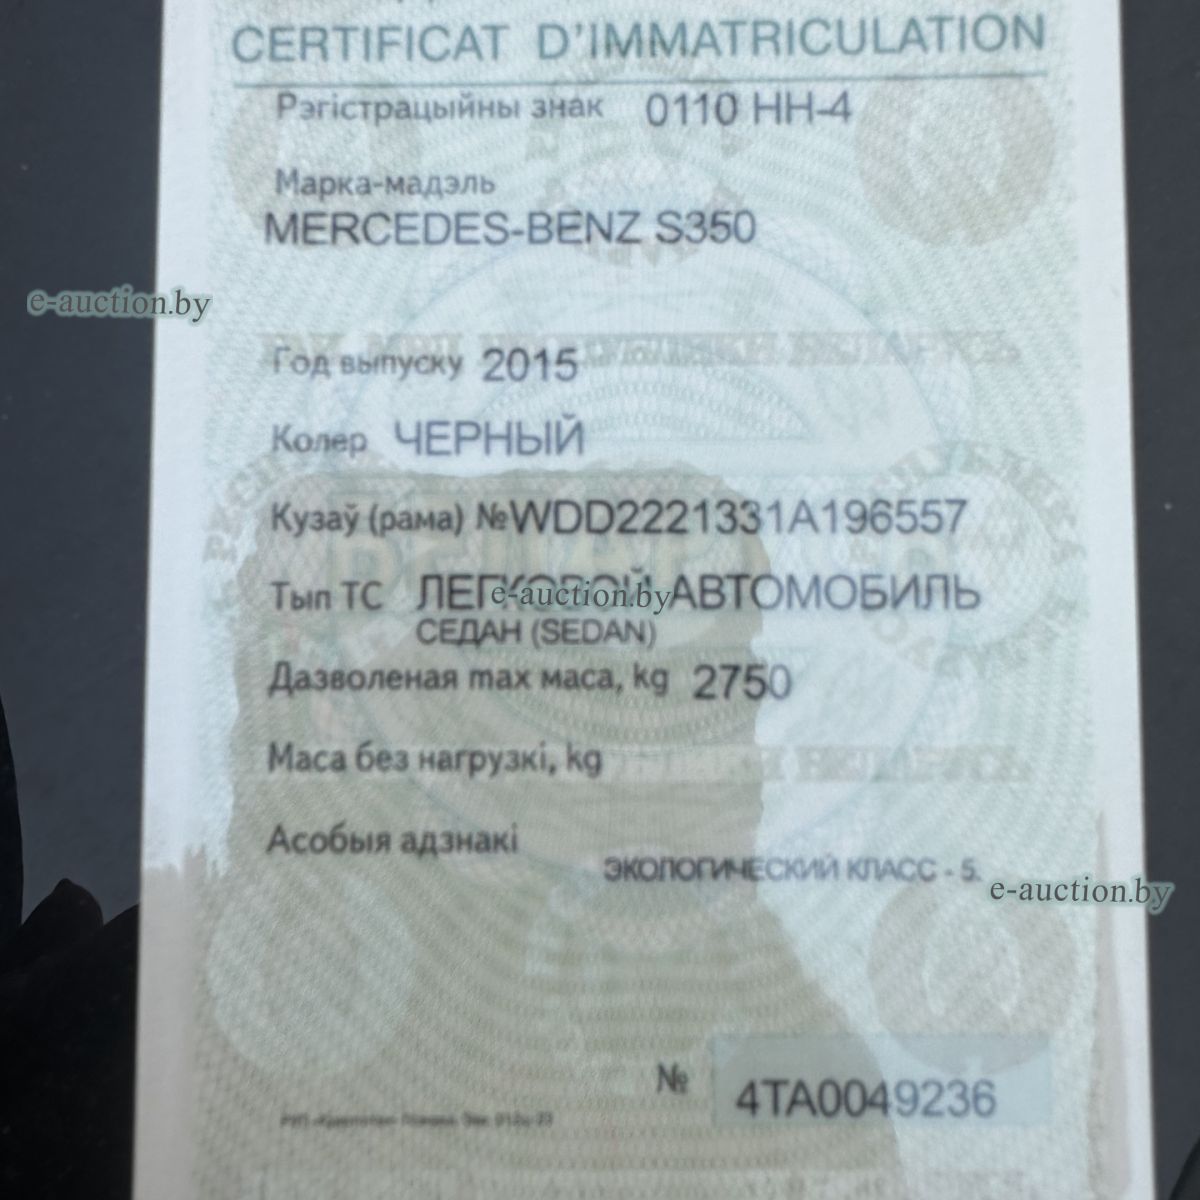 CERTIFICAT D'IMMATRICULATION
Рэгістрацыйны знак 0110 НН-4
Марка-мадэль
MERCEDES-BENZ S350
e-auction.by
Год выпуску 2015
Колер ЧЕРНЫЙ
Кузаў (рама) №WDD2221331A196557
Тып ТС ЛЕГКОВОЙ АВТОМОБИЛЬ
e-auction.by
СЕДАН (SEDAN)
Дазволеная max маса, kg 2750
Маса без нагрузкі, kg
Асобыя адзнакі
ЭКОЛОГИЧЕСКИЙ КЛАСС - 5.
e-auction.by
№ 4TA0049236